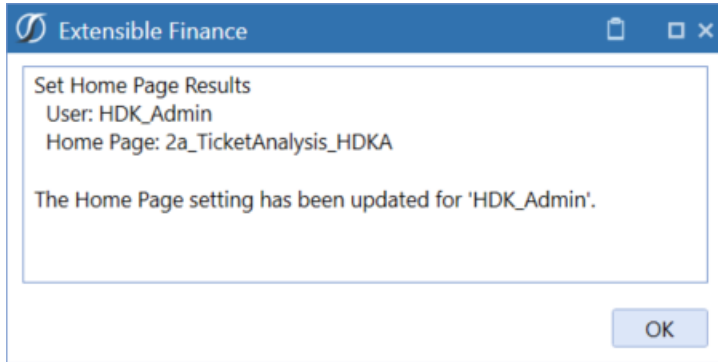 Extensible Finance
Set Home Page Results
User: HDK_Admin
Home Page: 2a_TicketAnalysis_HDKA
The Home Page setting has been updated for 'HDK_Admin'.
OK